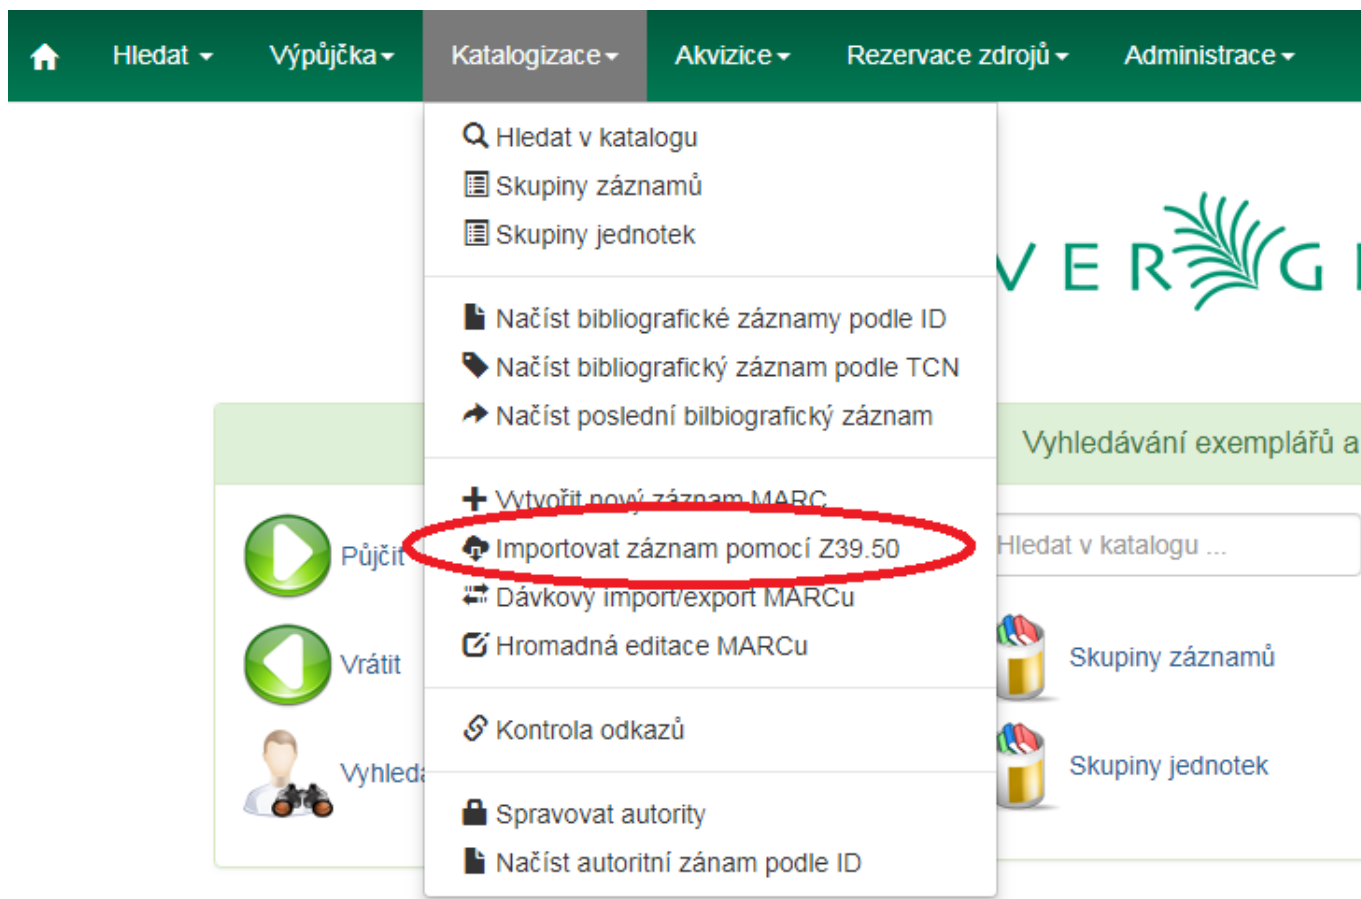 Hledat Výpůjčka Katalogizace Akvizice Rezervace zdrojů Administrace
Hledat v katalogu
Skupiny záznamů
Skupiny jednotek
VERG
Načíst bibliografické záznamy podle ID
Načíst bibliografický záznam podle TCN
Načíst poslední bilbiografický záznam
Vyhledávání exemplářů a
Vytvořit nový záznam MARC
Půjčit
Importovat záznam pomocí Z39.50
Hledat v katalogu ...
Dávkový import/export MARCu
Hromadná editace MARCu
Vrátit
Skupiny záznamů
Kontrola odkazů
Vyhled
Skupiny jednotek
Spravovat autority
Načíst autoritní zánam podle ID